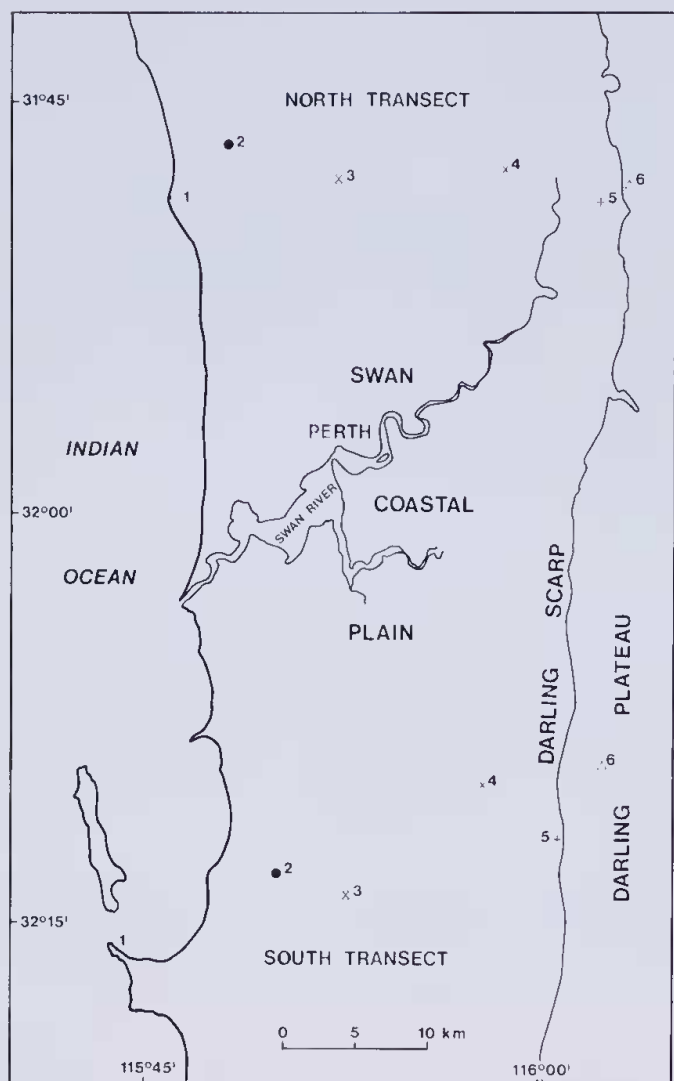 31°45'
NORTH TRANSECT
2
3
4
1
5
6
SWAN
PERTH
INDIAN
SWAN RIVER
COASTAL
32°00'
OCEAN
PLAIN
DARLING SCARP
DARLING PLATEAU
6
4
5
2
3
32°15'
1
SOUTH TRANSECT
0 5 10 km
115°45'
116°00'